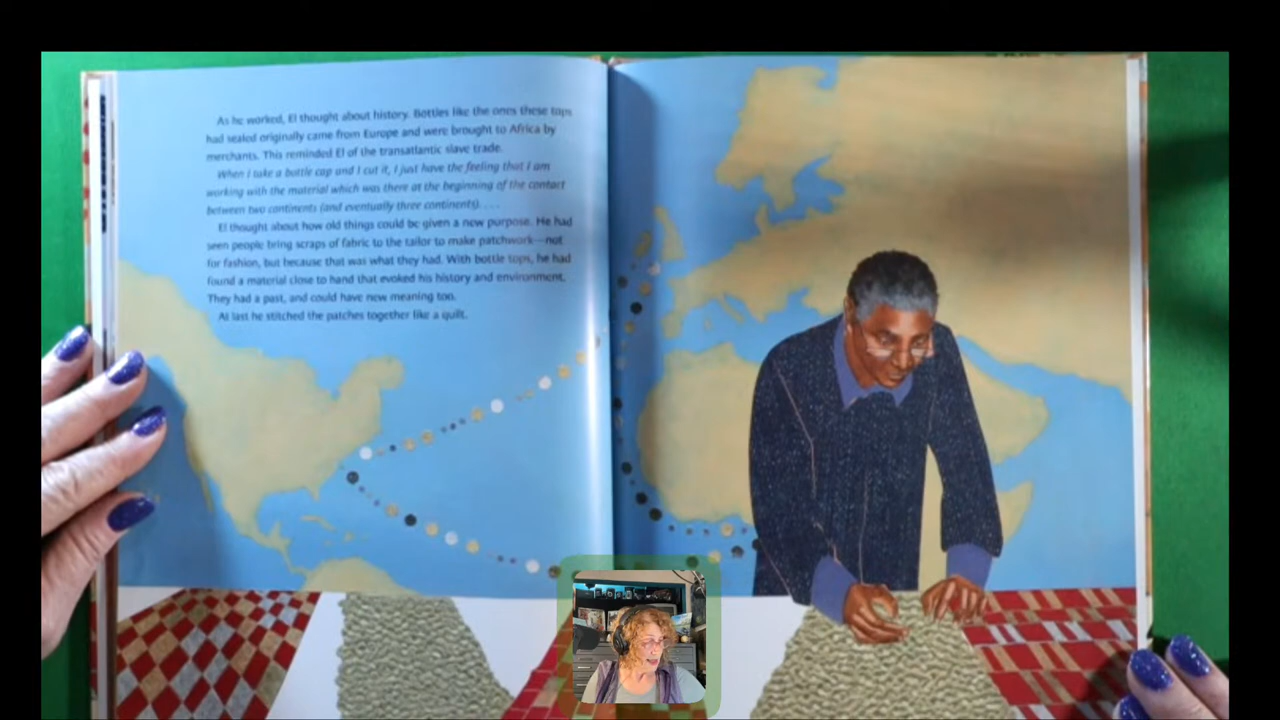 As he worked, El thought about history. Bottles like the ones these tops
had sealed originally came from Europe and were brought to Africa by
merchants. This reminded El of the transatlantic slave trade.
When I take a bottle cap and I cut it, I just have the feeling that I am
working with the material which was there at the beginning of the contact
between two continents (and eventually three continents). . . .
El thought about how old things could be given a new purpose. He had
seen people bring scraps of fabric to the tailor to make patchwork—not
for fashion, but because that was what they had. With bottle tops, he had
found a material close to hand that evoked his history and environment.
They had a past, and could have new meaning too.
At last he stitched the patches together like a quilt.